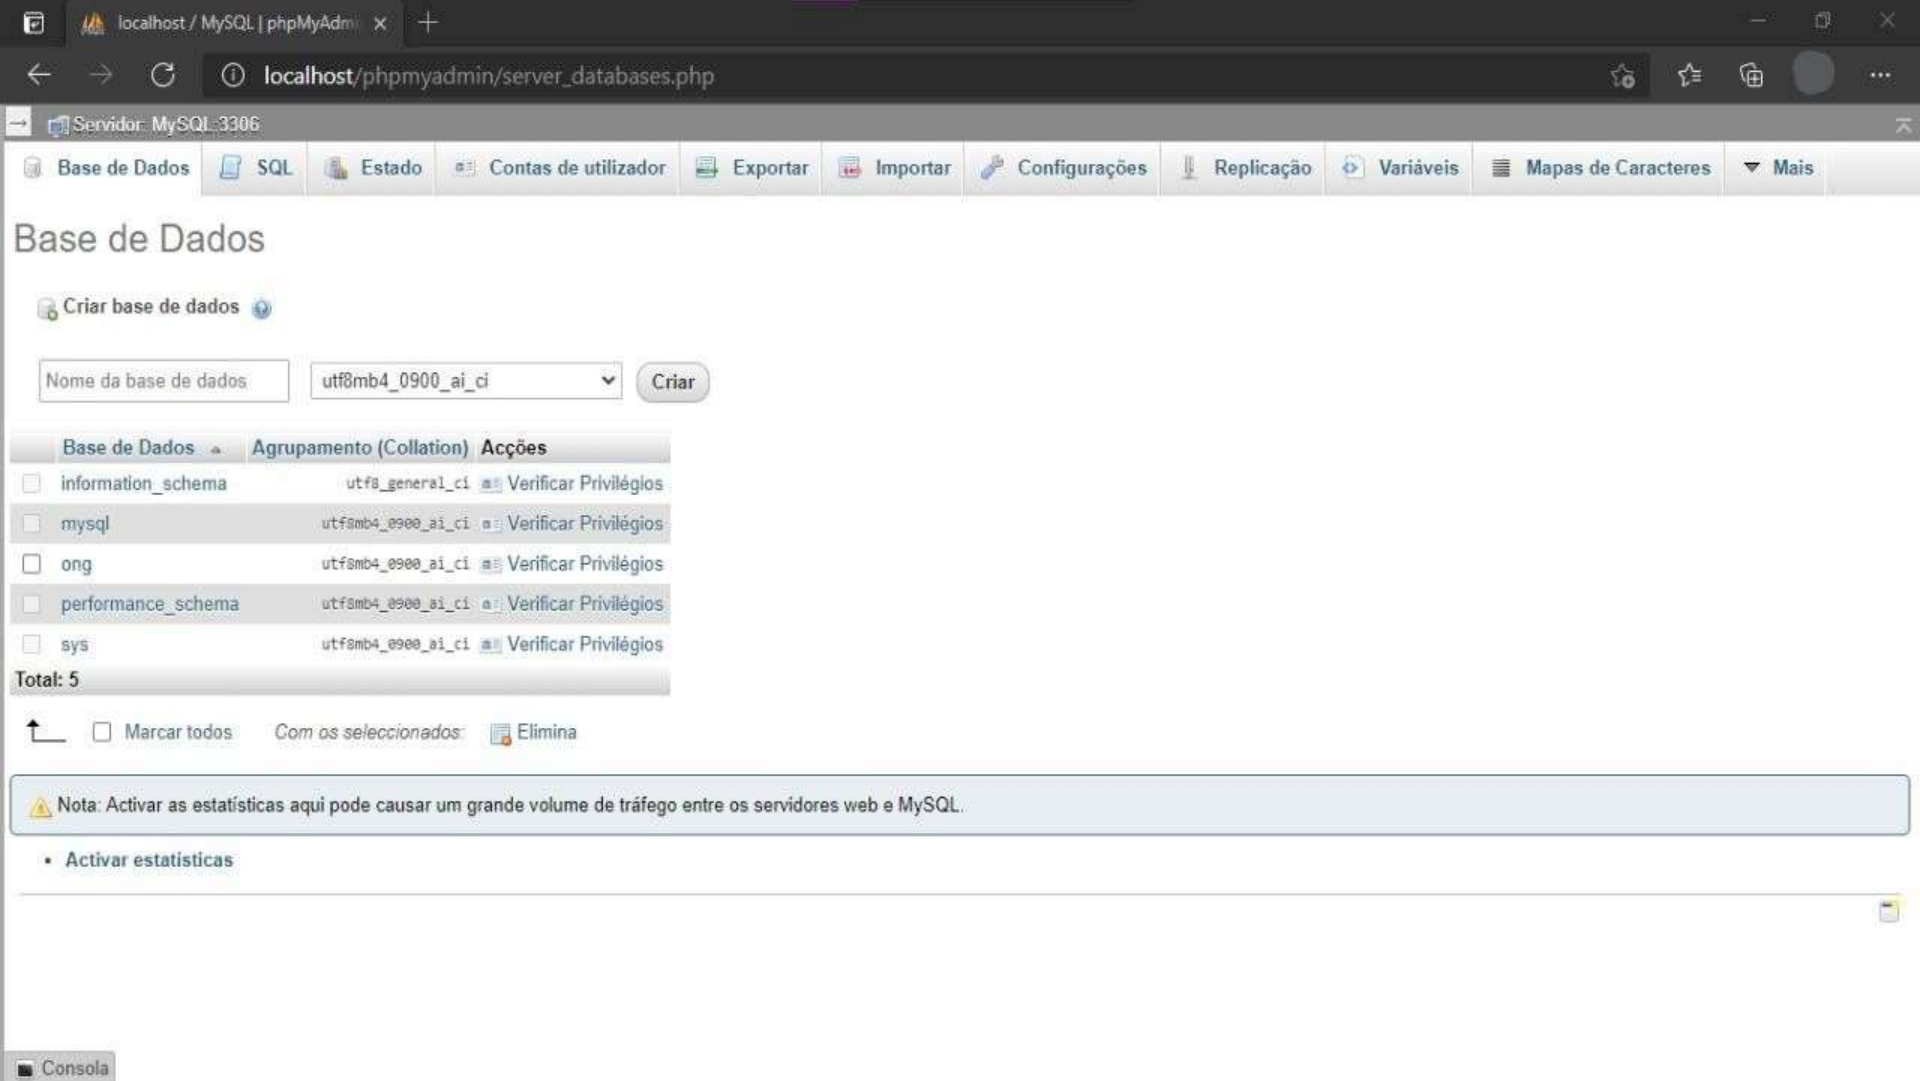 localhost / MySQL | phpMyAdmi
localhost/phpmyadmin/server_databases.php
Servidor: MySQL:3306
Base de Dados SQL Estado Contas de utilizador Exportar Importar Configurações Replicação Variáveis Mapas de Caracteres Mais
Base de Dados
Criar base de dados
Nome da base de dados utf8mb4_0900_ai_ci Criar
Base de Dados Agrupamento (Collation) Acções
information_schema utf8_general_ci Verificar Privilégios
mysql utf8mb4_0900_ai_ci Verificar Privilégios
ong utf8mb4_0900_ai_ci Verificar Privilégios
performance_schema utf8mb4_0900_ai_ci Verificar Privilégios
sys utf8mb4_0900_ai_ci Verificar Privilégios
Total: 5
Marcar todos Com os seleccionados: Elimina
Nota: Activar as estatísticas aqui pode causar um grande volume de tráfego entre os servidores web e MySQL.
• Activar estatísticas
Consola